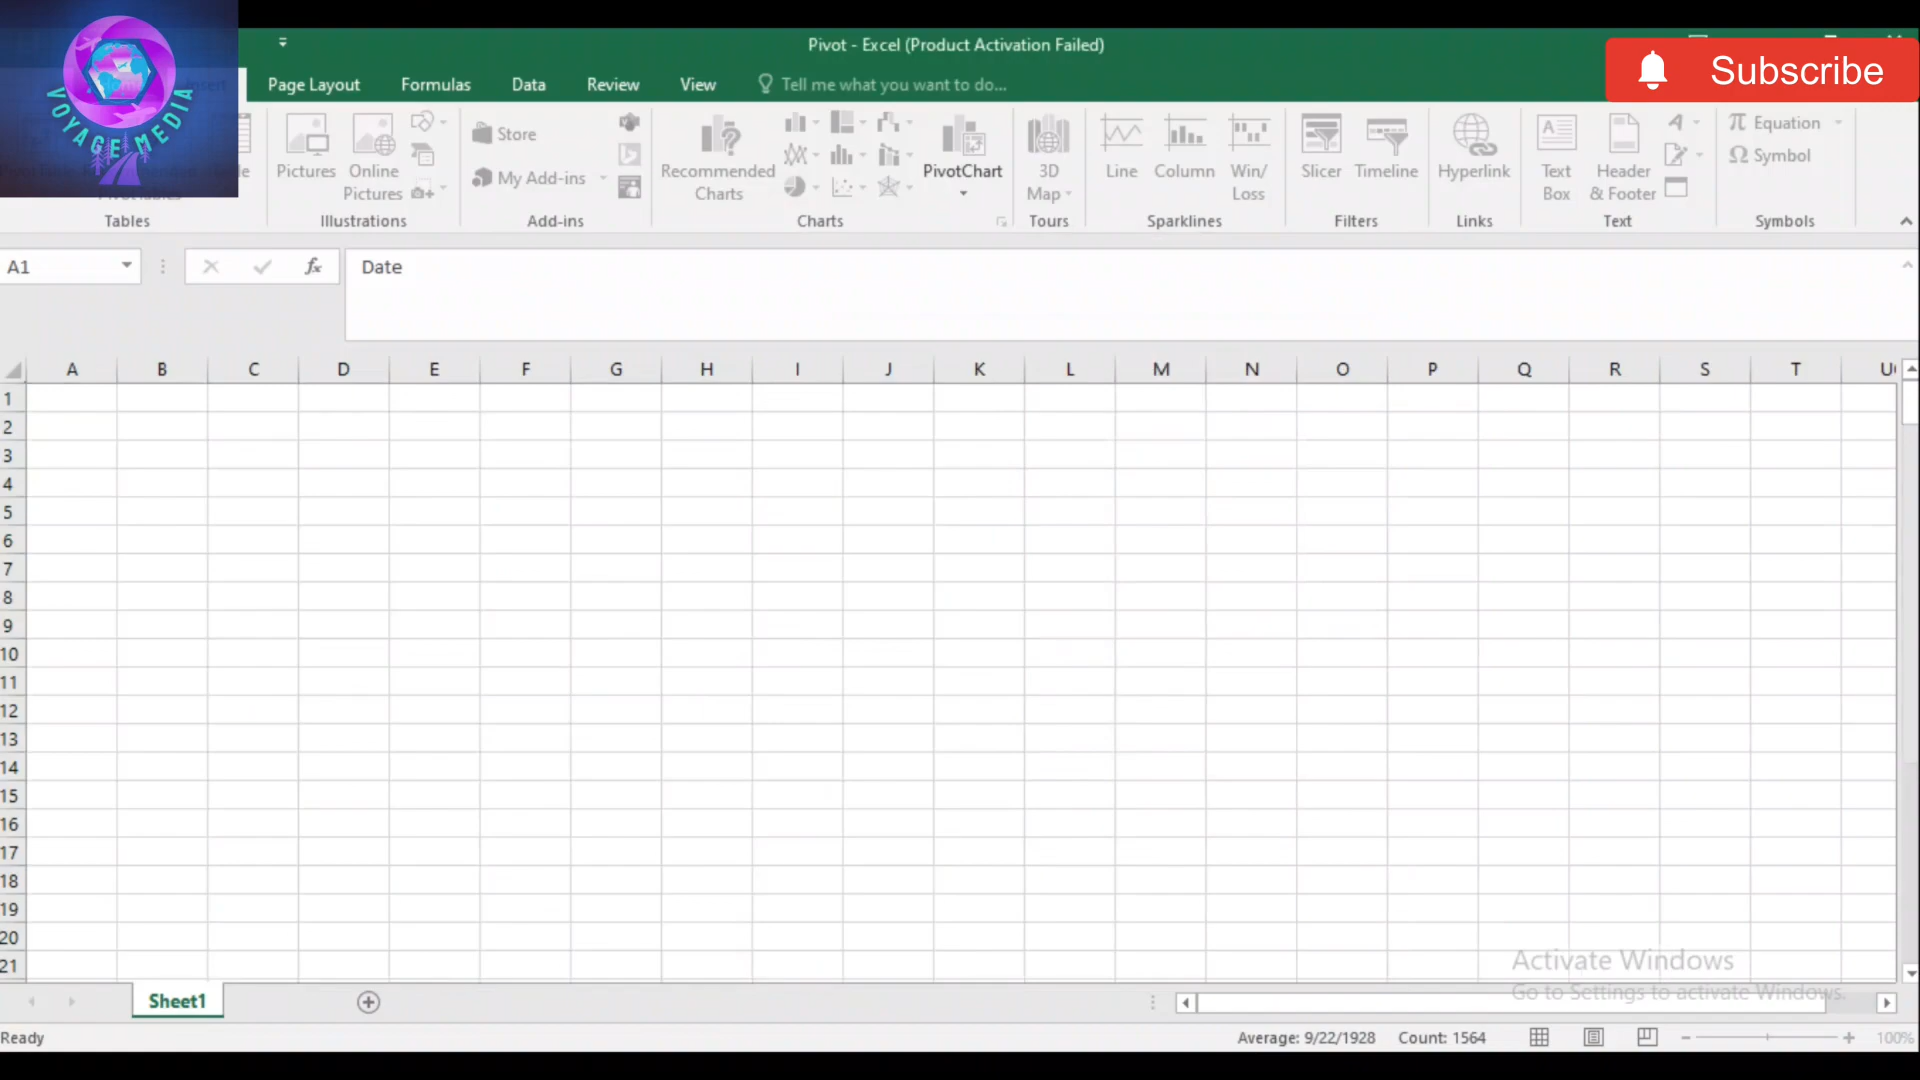 Pivot - Excel (Product Activation Failed)
Subscribe
VOYAGE MEDIA
Page Layout
Formulas
Data
Review
View
Tell me what you want to do...
Pictures
Online
Pictures
Store
My Add-ins
Recommended
Charts
PivotChart
3D
Map
Line
Column
Win/
Loss
Slicer
Timeline
Hyperlink
Text
Box
Header
& Footer
Equation
Symbol
Tables
Illustrations
Add-ins
Charts
Tours
Sparklines
Filters
Links
Text
Symbols
A1
fx
Date
A B C D E F G H I J K L M N O P Q R S T U
1
2
3
4
5
6
7
8
9
10
11
12
13
14
15
16
17
18
19
20
21
Activate Windows
Go to Settings to activate Windows.
Sheet1
Ready
Average: 9/22/1928
Count: 1564
100%